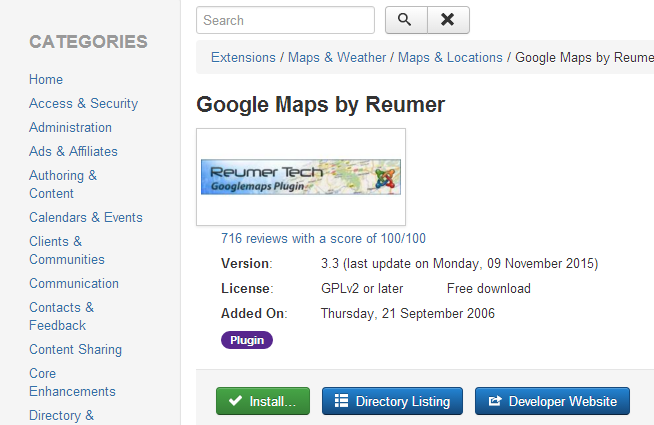 CATEGORIES
Home
Access & Security
Administration
Ads & Affiliates
Authoring &
Content
Calendars & Events
Clients &
Communities
Communication
Contacts &
Feedback
Content Sharing
Core
Enhancements
Directory &
Search
Extensions / Maps & Weather / Maps & Locations / Google Maps by Reume
Google Maps by Reumer
Reumer Tech
Googlemaps Plugin
716 reviews with a score of 100/100
Version: 3.3 (last update on Monday, 09 November 2015)
License: GPLv2 or later Free download
Added On: Thursday, 21 September 2006
Plugin
Install... Directory Listing Developer Website